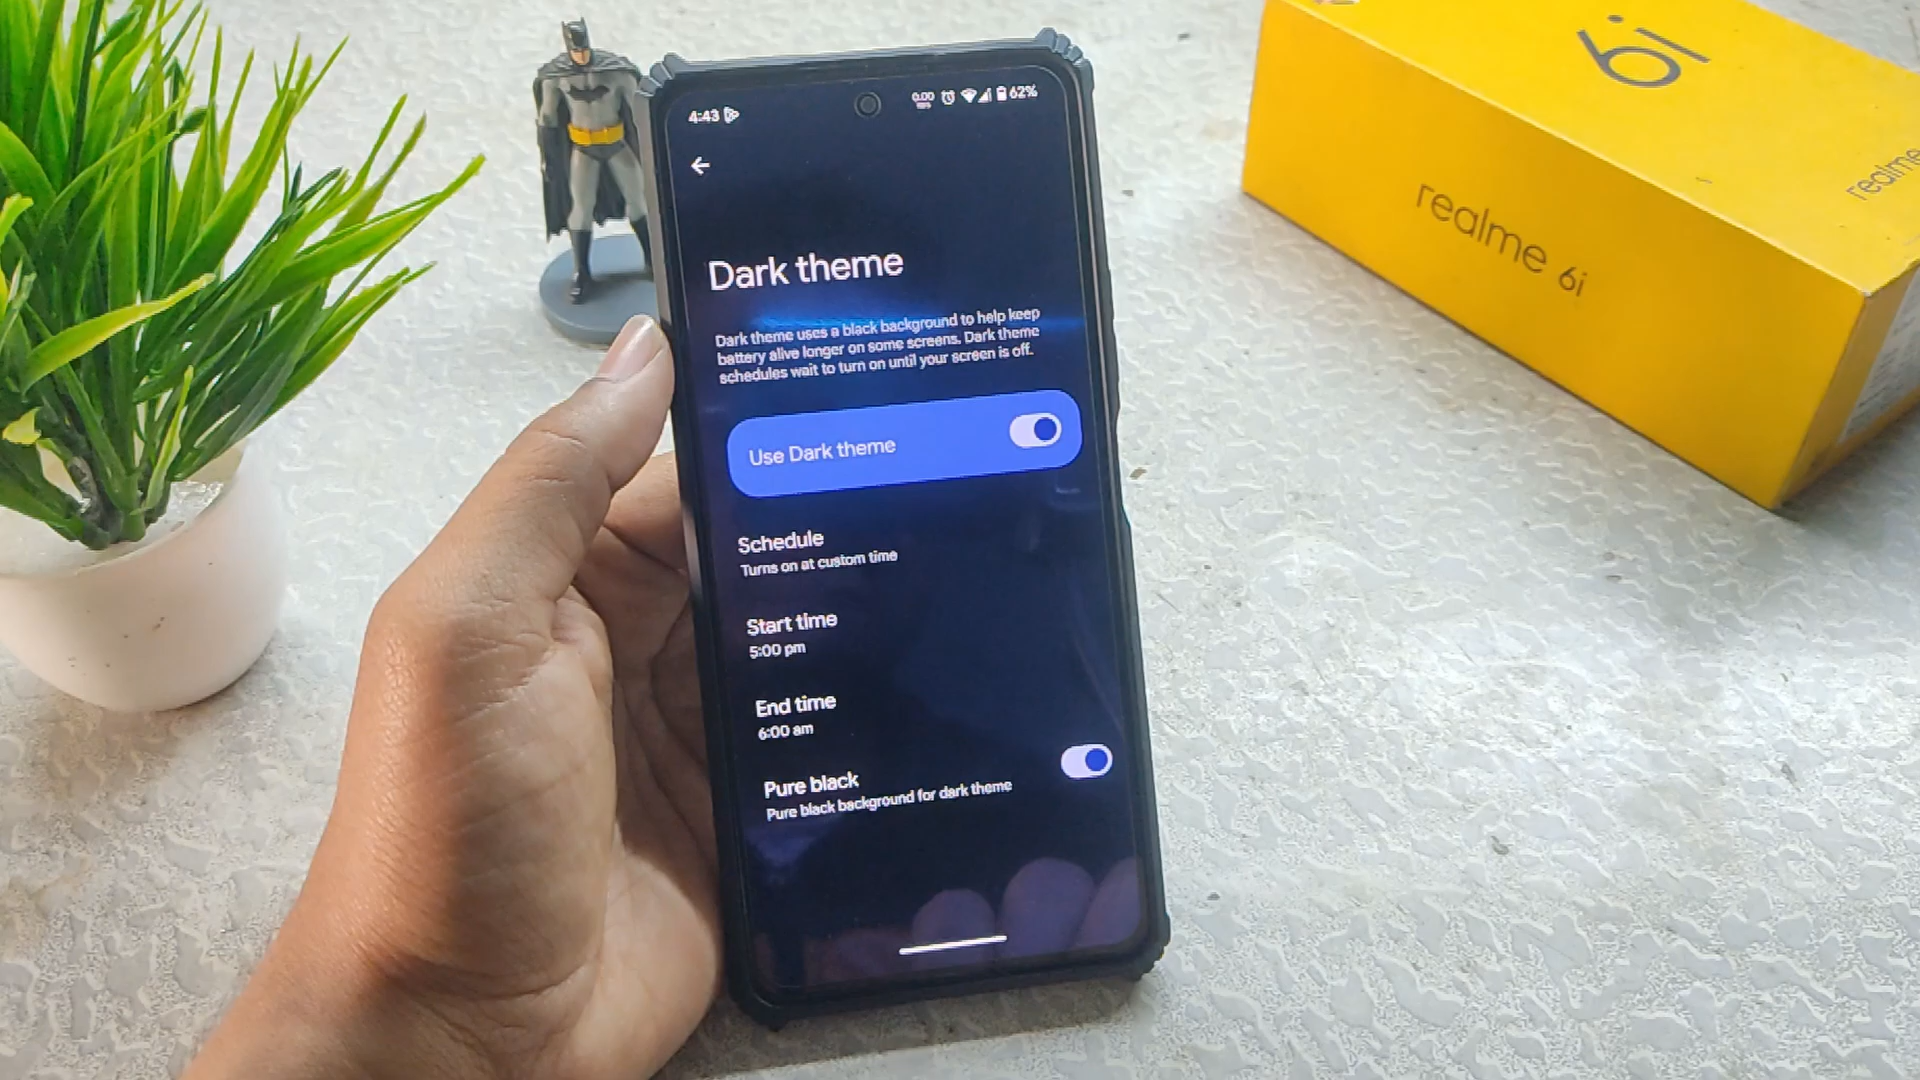 4:43
0.00
62%
Dark theme
Dark theme uses a black background to help keep
battery alive longer on some screens. Dark theme
schedules wait to turn on until your screen is off.
Use Dark theme
Schedule
Turns on at custom time
Start time
5:00 pm
End time
6:00 am
Pure black
Pure black background for dark theme
6i
realme 6i
realme